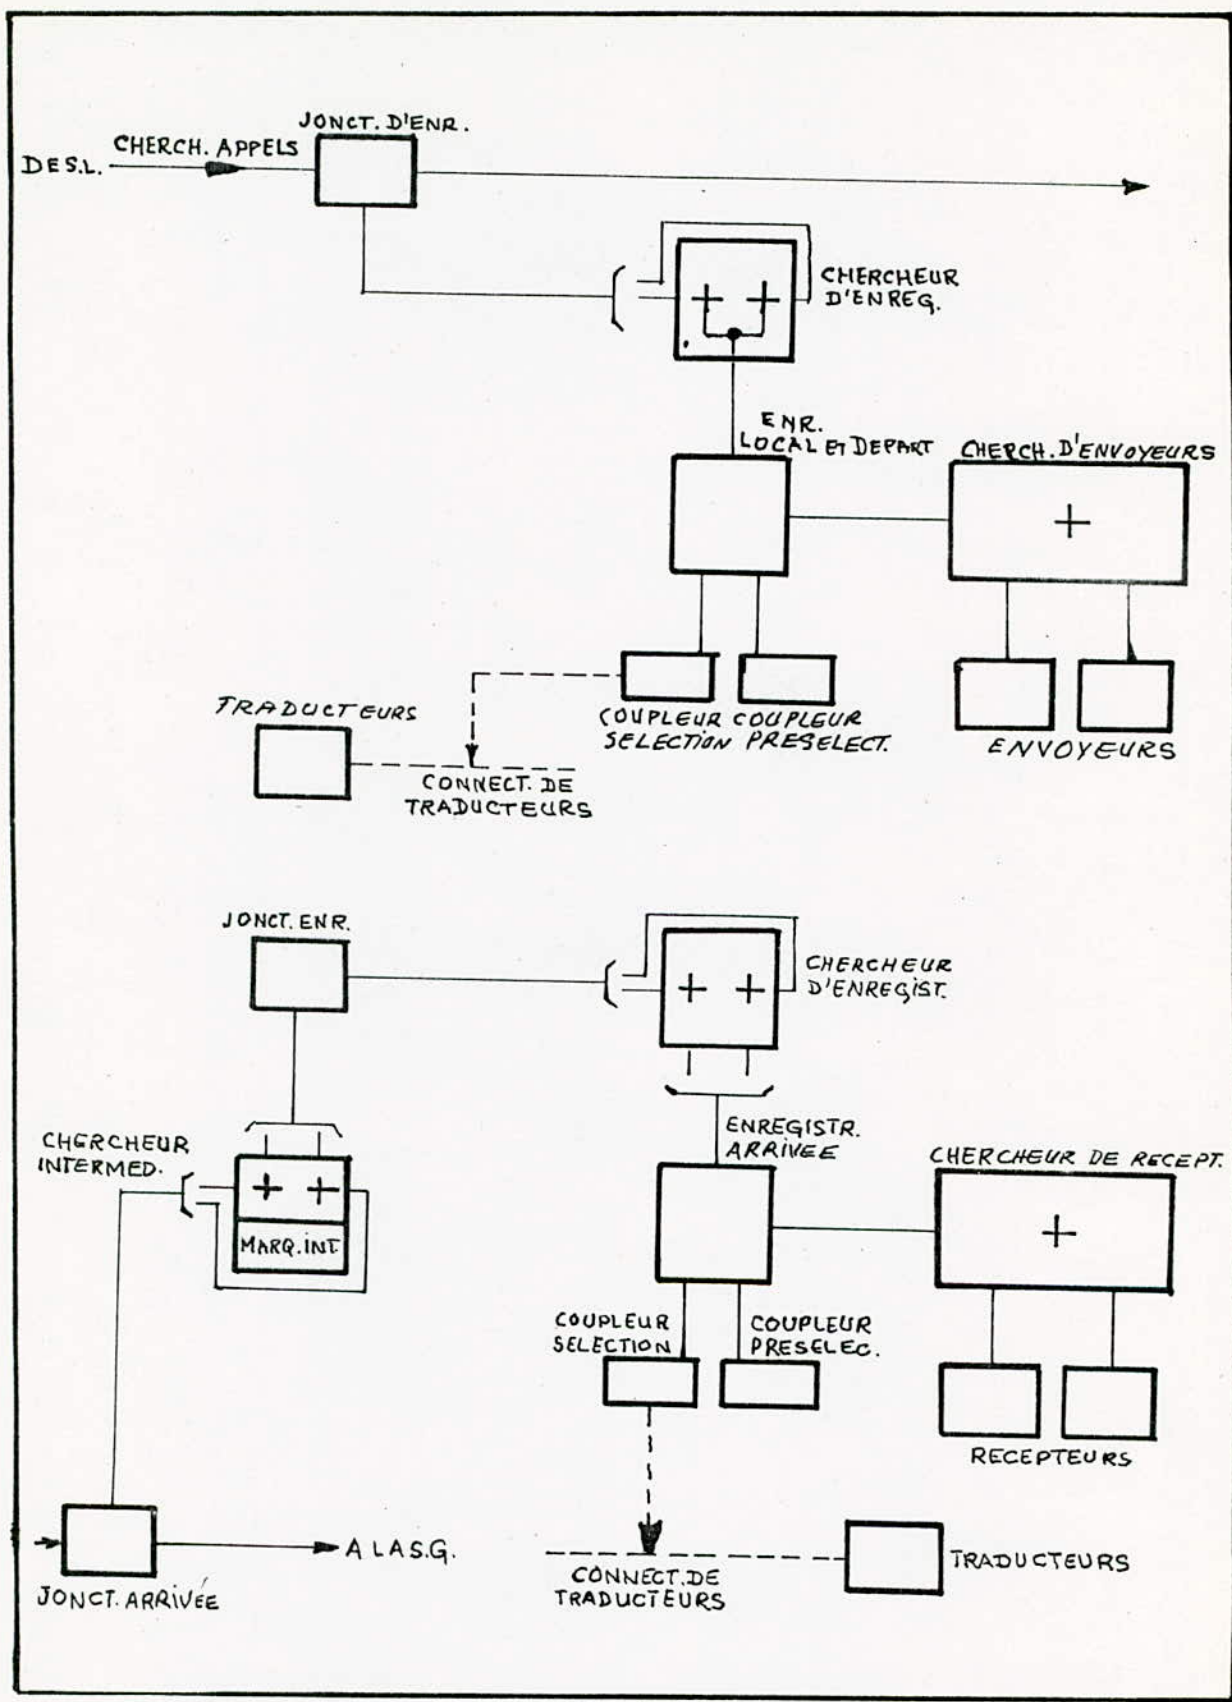 JONCT. D'ENR.
CHERCH. APPELS
DE S.L.
CHERCHEUR
D'ENREG.
ENR.
LOCAL ET DEPART
CHERCH. D'ENVOYEURS
TRADUCTEURS
COUPLEUR COUPLEUR
SELECTION PRESELECT.
ENVOYEURS
CONNECT. DE
TRADUCTEURS
JONCT. ENR.
CHERCHEUR
D'ENREGIST.
CHERCHEUR
INTERMED.
MARQ. INT.
ENREGISTR.
ARRIVEE
CHERCHEUR DE RECEPT.
COUPLEUR
SELECTION
COUPLEUR
PRESELEC.
RECEPTEURS
A LA S.G.
JONCT. ARRIVÉE
CONNECT. DE
TRADUCTEURS
TRADUCTEURS